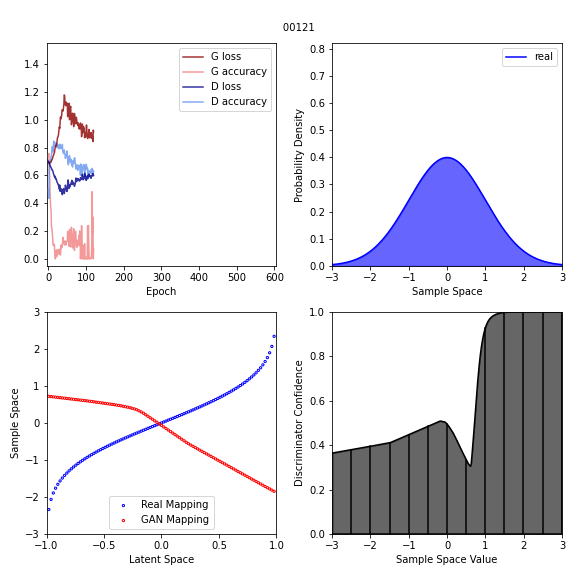 00121
G loss
G accuracy
D loss
D accuracy
1.4
1.2
1.0
0.8
0.6
0.4
0.2
0.0
0 100 200 300 400 500 600
Epoch
real
Probability Density
0.8
0.7
0.6
0.5
0.4
0.3
0.2
0.1
0.0
−3 −2 −1 0 1 2 3
Sample Space
Sample Space
3
2
1
0
−1
−2
−3
Real Mapping
GAN Mapping
−1.0 −0.5 0.0 0.5 1.0
Latent Space
Discriminator Confidence
1.0
0.8
0.6
0.4
0.2
0.0
−3 −2 −1 0 1 2 3
Sample Space Value